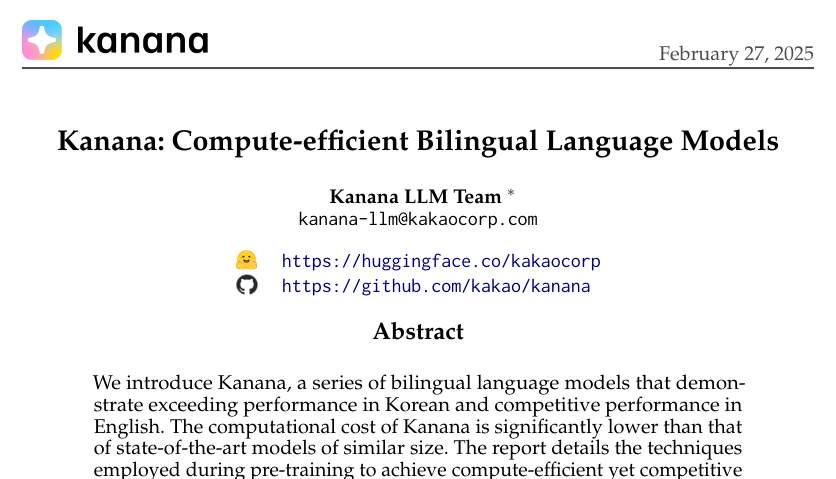 kanana
February 27, 2025
Kanana: Compute-efficient Bilingual Language Models
Kanana LLM Team *
kanana-llm@kakaocorp.com
https://huggingface.co/kakaocorp
https://github.com/kakao/kanana
Abstract
We introduce Kanana, a series of bilingual language models that demon-
strate exceeding performance in Korean and competitive performance in
English. The computational cost of Kanana is significantly lower than that
of state-of-the-art models of similar size. The report details the techniques
employed during pre-training to achieve compute-efficient yet competitive